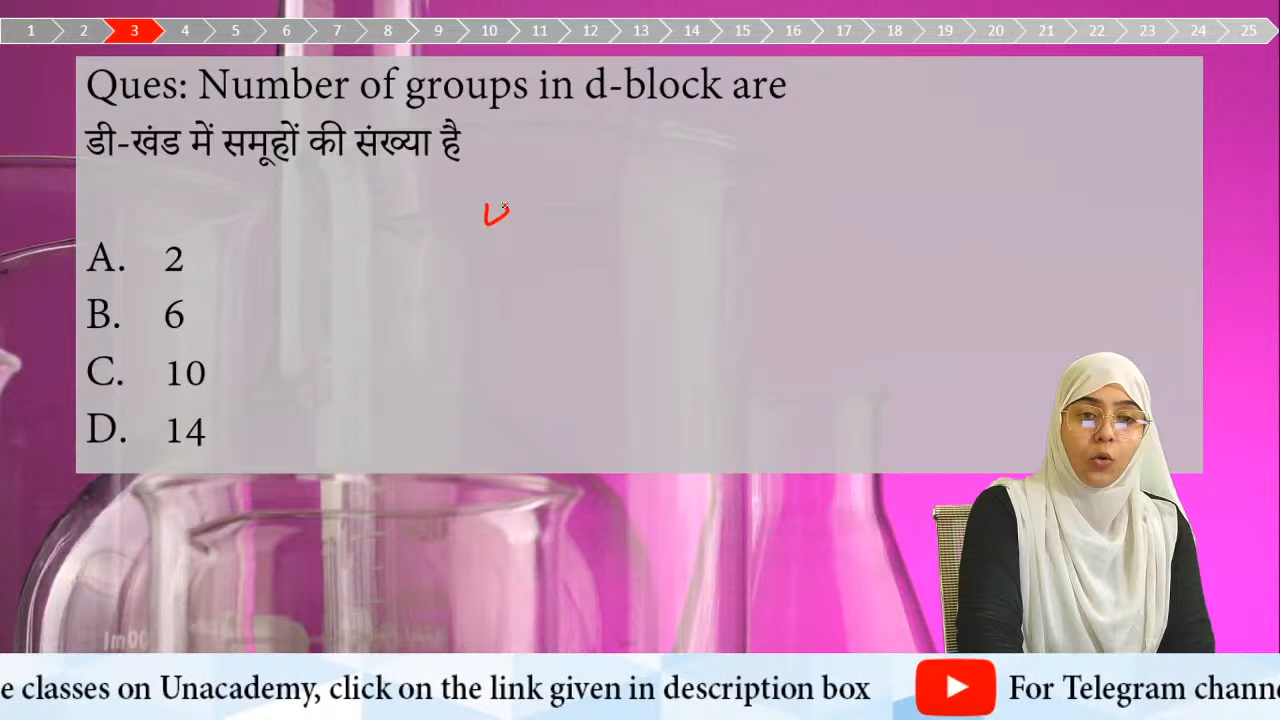 1 2 3 4 5 6 7 8 9 10 11 12 13 14 15 16 17 18 19 20 21 22 23 24 25
Ques: Number of groups in d-block are
डी-खंड में समूहों की संख्या है
A. 2
B. 6
C. 10
D. 14
00ml
e classes on Unacademy, click on the link given in description box For Telegram chann